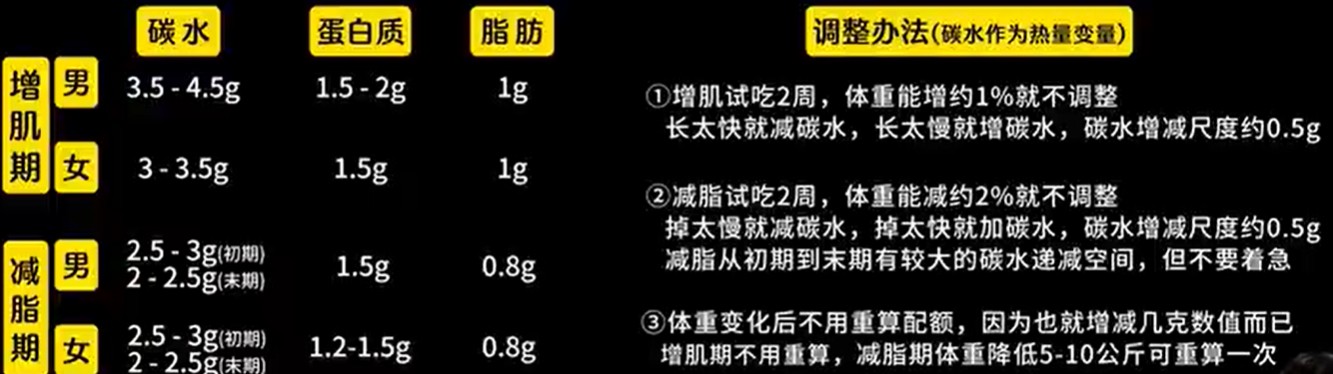 碳水 蛋白质 脂肪 调整办法(碳水作为热量变量)
增肌期
男 3.5 - 4.5g 1.5 - 2g 1g
女 3 - 3.5g 1.5g 1g
减脂期
男 2.5 - 3g(初期) 1.5g 0.8g
2 - 2.5g(末期)
女 2.5 - 3g(初期) 1.2-1.5g 0.8g
2 - 2.5g(末期)
①增肌试吃2周，体重能增约1%就不调整
长太快就减碳水，长太慢就增碳水，碳水增减尺度约0.5g
②减脂试吃2周，体重能减约2%就不调整
掉太慢就减碳水，掉太快就加碳水，碳水增减尺度约0.5g
减脂从初期到末期有较大的碳水递减空间，但不要着急
③体重变化后不用重算配额，因为也就增减几克数值而已
增肌期不用重算，减脂期体重降低5-10公斤可重算一次